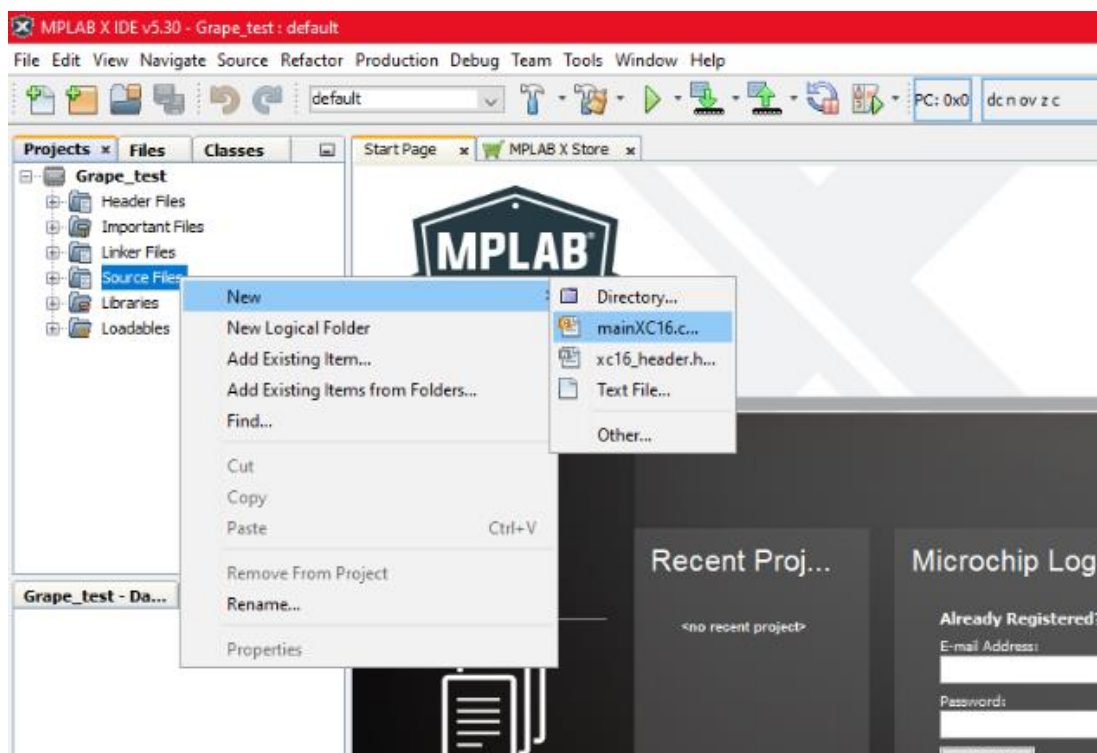 MPLAB X IDE v5.30 - Grape_test : default
File Edit View Navigate Source Refactor Production Debug Team Tools Window Help
default PC: 0x0 dc n ov z c
Projects Files Classes
Start Page MPLAB X Store
Grape_test
Header Files
Important Files
Linker Files
Source Files
Libraries
Loadables
MPLAB
New
New Logical Folder
Add Existing Item...
Add Existing Items from Folders...
Find...
Cut
Copy
Paste Ctrl+V
Remove From Project
Rename...
Properties
Directory...
mainXC16.c...
xc16_header.h...
Text File...
Other...
Grape_test - Da...
Recent Proj...
<no recent project>
Microchip Log
Already Registered?
E-mail Address:
Password: